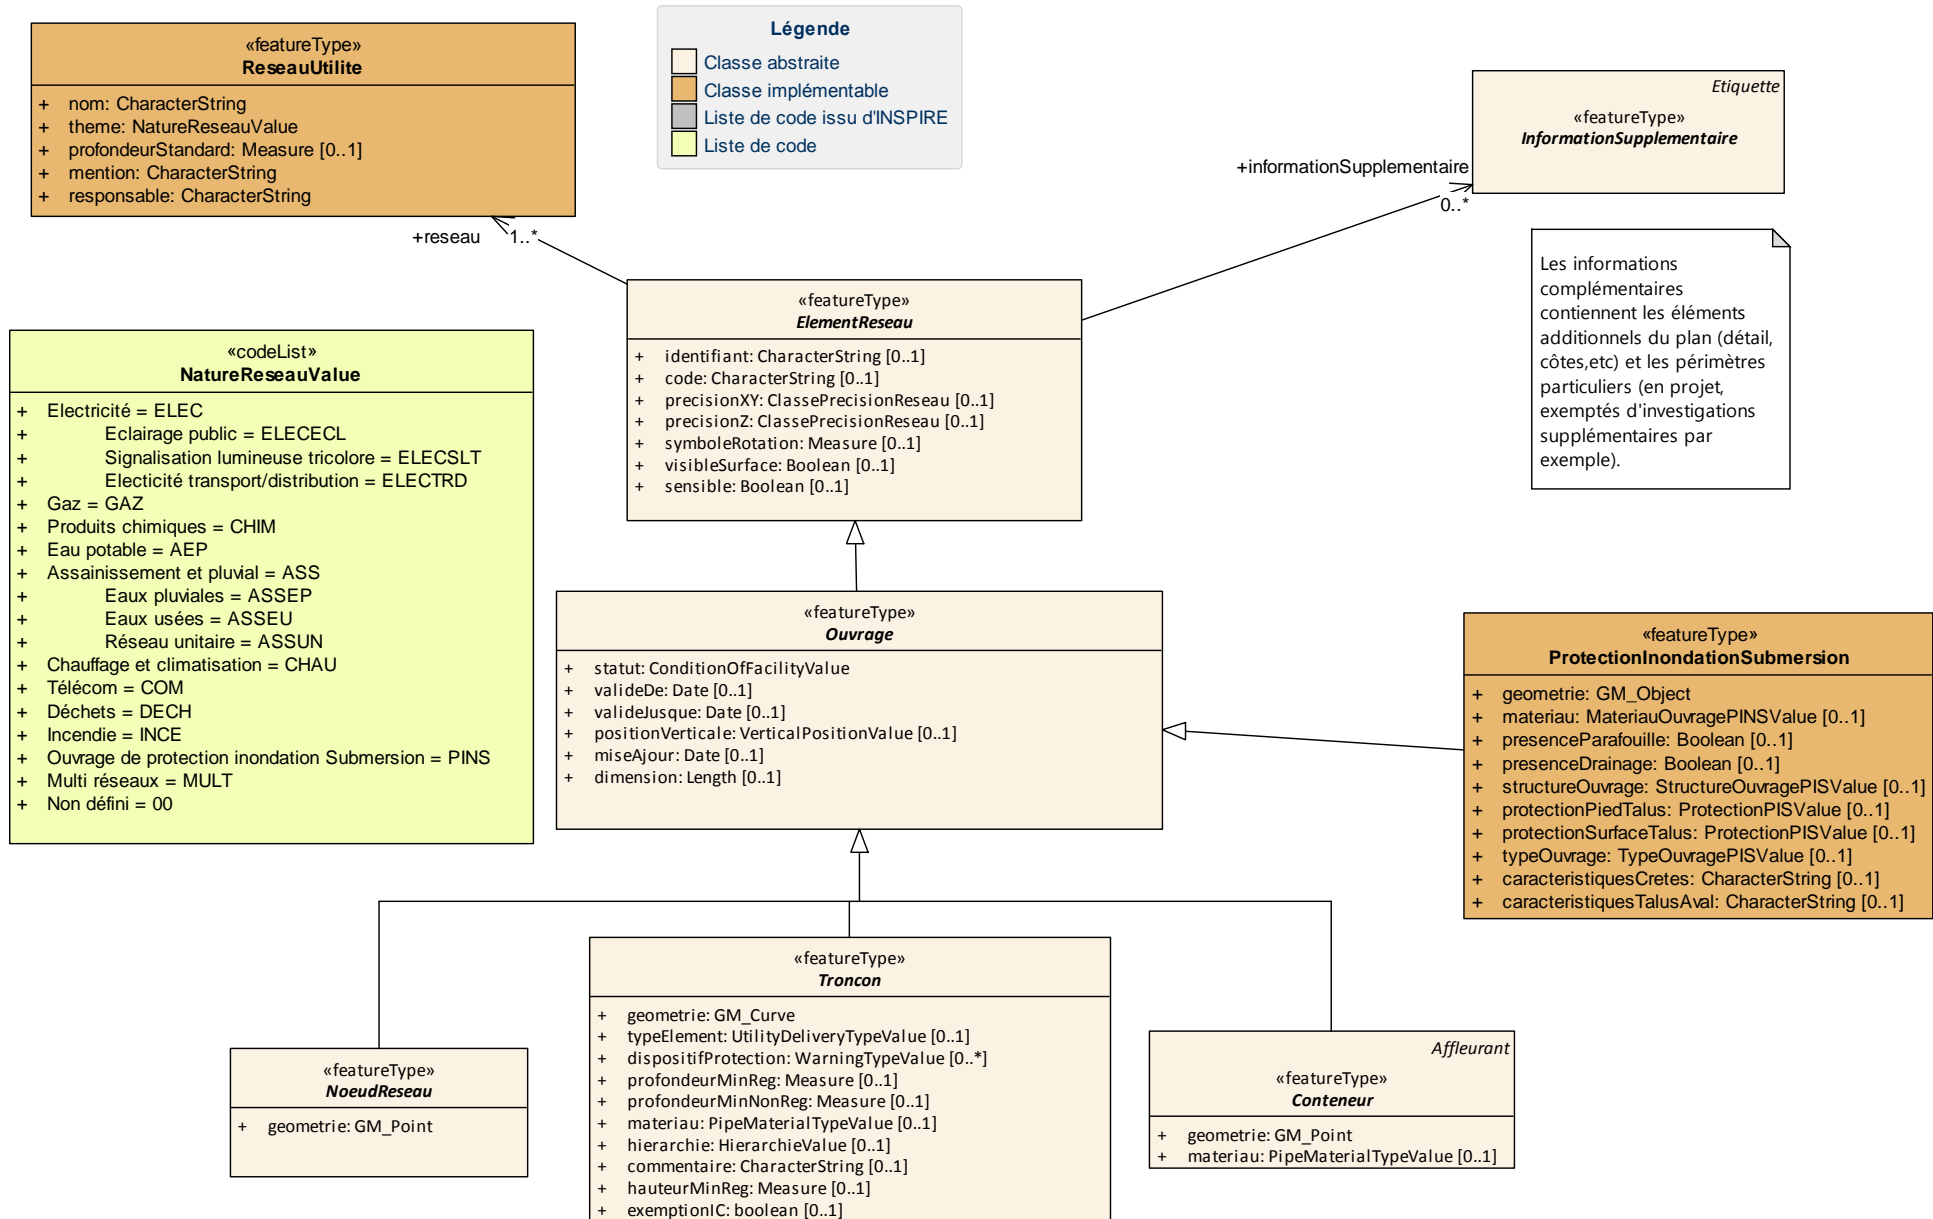 «featureType»
ReseauUtilite
+ nom: CharacterString
+ theme: NatureReseauValue
+ profondeurStandard: Measure [0..1]
+ mention: CharacterString
+ responsable: CharacterString
Légende
Classe abstraite
Classe implémentable
Liste de code issu d'INSPIRE
Liste de code
Etiquette
«featureType»
InformationSupplementaire
+informationSupplementaire
0..*
+reseau
1..*
Les informations
complémentaires
contiennent les éléments
additionnels du plan (détail,
côtes,etc) et les périmètres
particuliers (en projet,
exemptés d'investigations
supplémentaires par
exemple).
«featureType»
ElementReseau
+ identifiant: CharacterString [0..1]
+ code: CharacterString [0..1]
+ precisionXY: ClassePrecisionReseau [0..1]
+ precisionZ: ClassePrecisionReseau [0..1]
+ symboleRotation: Measure [0..1]
+ visibleSurface: Boolean [0..1]
+ sensible: Boolean [0..1]
«codeList»
NatureReseauValue
+ Electricité = ELEC
+ Eclairage public = ELECECL
+ Signalisation lumineuse tricolore = ELECSLT
+ Electicité transport/distribution = ELECTRD
+ Gaz = GAZ
+ Produits chimiques = CHIM
+ Eau potable = AEP
+ Assainissement et pluvial = ASS
+ Eaux pluviales = ASSEP
+ Eaux usées = ASSEU
+ Réseau unitaire = ASSUN
+ Chauffage et climatisation = CHAU
+ Télécom = COM
+ Déchets = DECH
+ Incendie = INCE
+ Ouvrage de protection inondation Submersion = PINS
+ Multi réseaux = MULT
+ Non défini = 00
«featureType»
Ouvrage
+ statut: ConditionOfFacilityValue
+ valideDe: Date [0..1]
+ valideJusque: Date [0..1]
+ positionVerticale: VerticalPositionValue [0..1]
+ miseAjour: Date [0..1]
+ dimension: Length [0..1]
«featureType»
ProtectionInondationSubmersion
+ geometrie: GM_Object
+ materiau: MateriauOuvragePINSValue [0..1]
+ presenceParafouille: Boolean [0..1]
+ presenceDrainage: Boolean [0..1]
+ structureOuvrage: StructureOuvragePISValue [0..1]
+ protectionPiedTalus: ProtectionPISValue [0..1]
+ protectionSurfaceTalus: ProtectionPISValue [0..1]
+ typeOuvrage: TypeOuvragePISValue [0..1]
+ caracteristiquesCretes: CharacterString [0..1]
+ caracteristiquesTalusAval: CharacterString [0..1]
«featureType»
NoeudReseau
+ geometrie: GM_Point
«featureType»
Troncon
+ geometrie: GM_Curve
+ typeElement: UtilityDeliveryTypeValue [0..1]
+ dispositifProtection: WarningTypeValue [0..*]
+ profondeurMinReg: Measure [0..1]
+ profondeurMinNonReg: Measure [0..1]
+ materiau: PipeMaterialTypeValue [0..1]
+ hierarchie: HierarchieValue [0..1]
+ commentaire: CharacterString [0..1]
+ hauteurMinReg: Measure [0..1]
+ exemptionIC: boolean [0..1]
Affleurant
«featureType»
Conteneur
+ geometrie: GM_Point
+ materiau: PipeMaterialTypeValue [0..1]